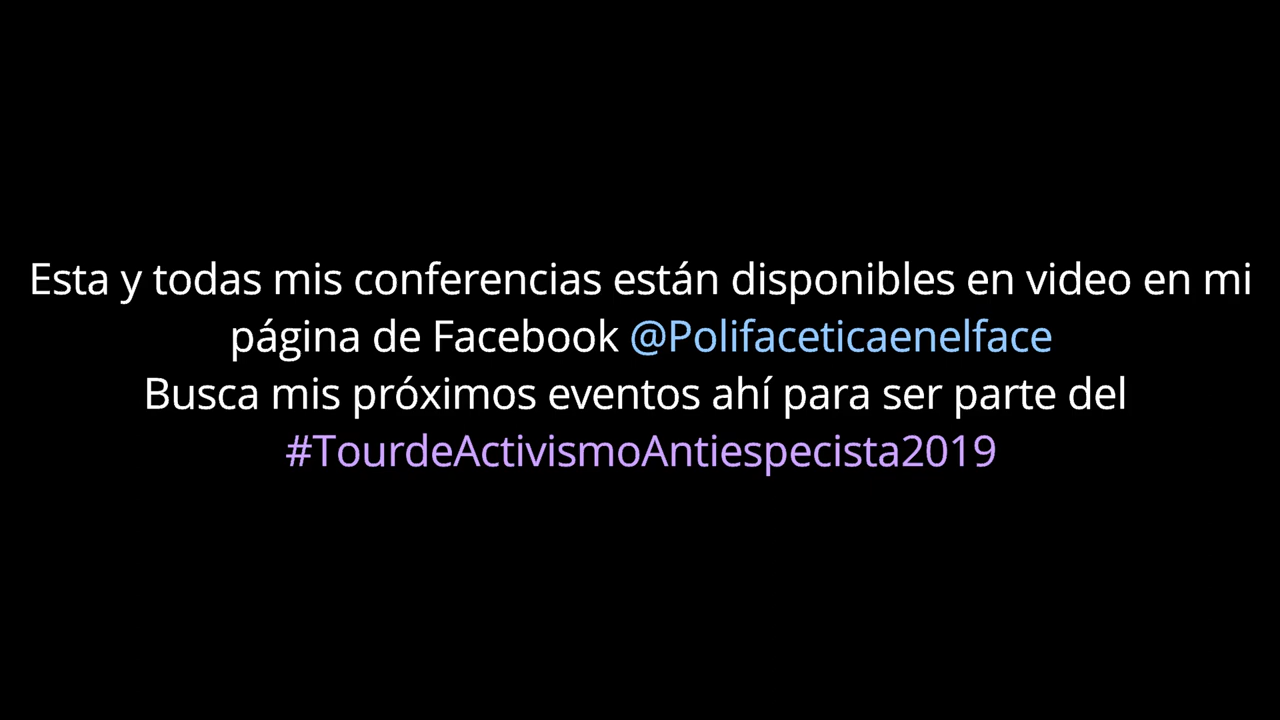 Esta y todas mis conferencias están disponibles en video en mi
página de Facebook @Polifaceticaenelface
Busca mis próximos eventos ahí para ser parte del
#TourdeActivismoAntiespecista2019